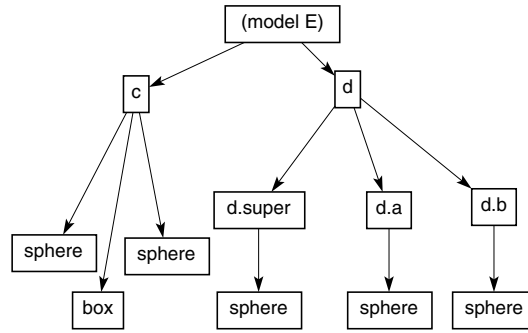 (model E)
c
d
d.super
d.a
d.b
sphere
sphere
box
sphere
sphere
sphere